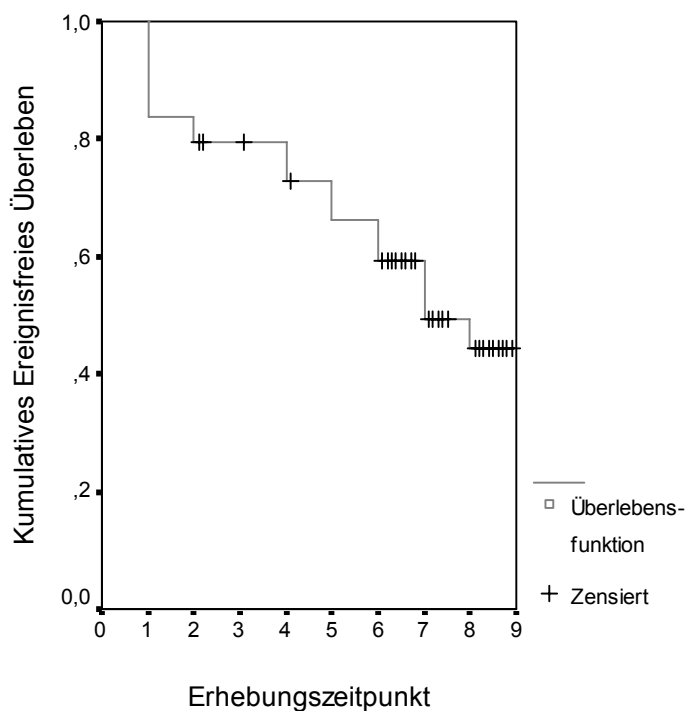 Kumulatives Ereignisfreies Überleben
1,0
,8
,6
,4
,2
0,0
0 1 2 3 4 5 6 7 8 9
Erhebungszeitpunkt
Überlebens-
funktion
Zensiert